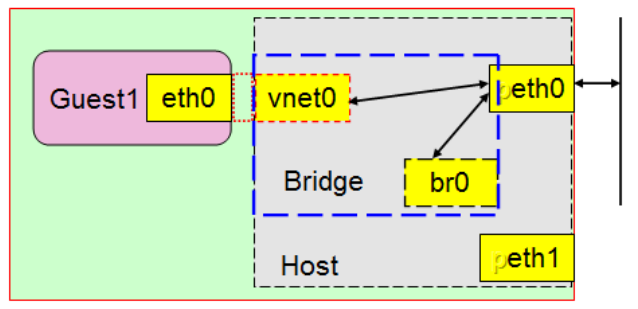 Guest1
eth0
vnet0
peth0
Bridge
br0
Host
peth1